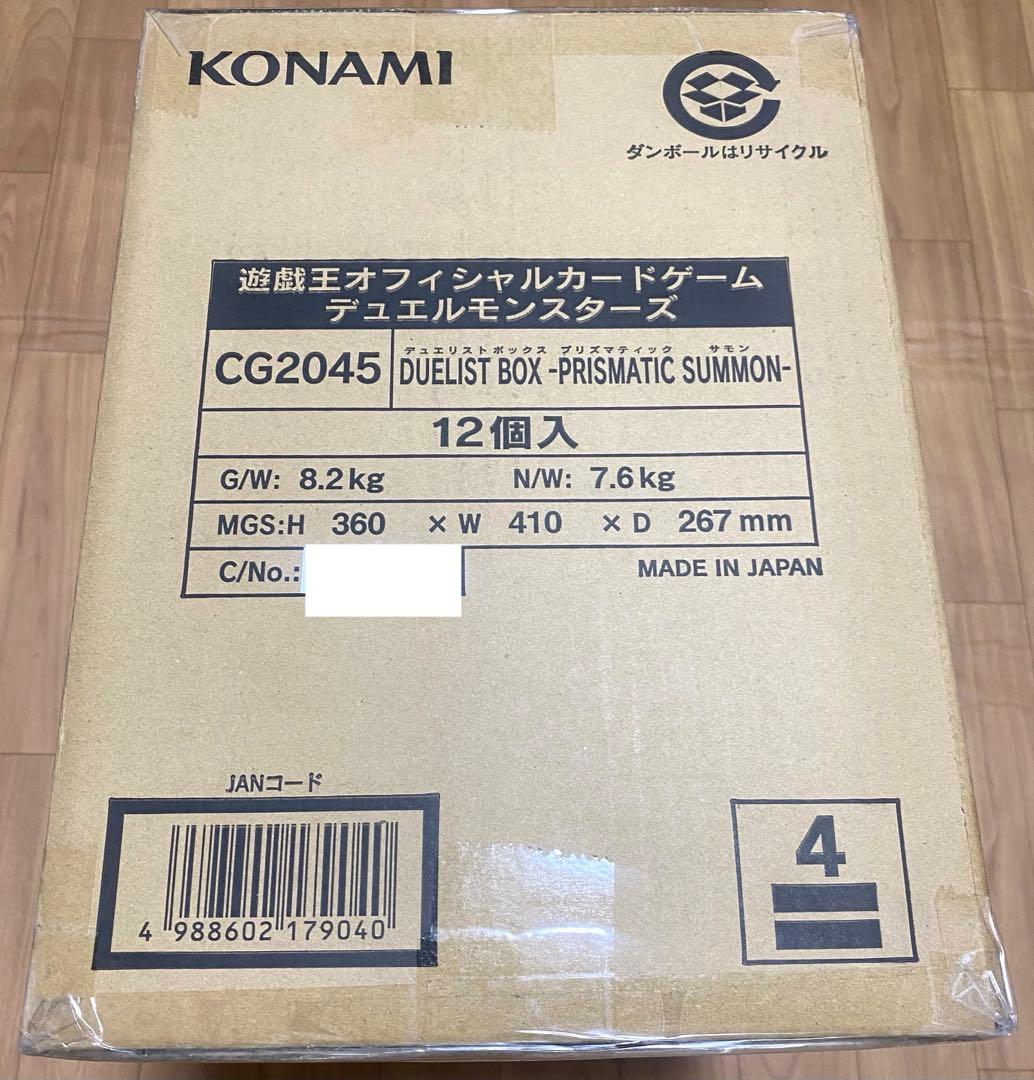 KONAMI
ダンボールはリサイクル
遊戯王オフィシャルカードゲーム
デュエルモンスターズ
デュエリストボックス プリズマティック サモン
CG2045 DUELIST BOX -PRISMATIC SUMMON-
12個入
G/W: 8.2kg N/W: 7.6kg
MGS:H 360 × W 410 × D 267mm
C/No.: MADE IN JAPAN
JANコード
4 988602 179040
4